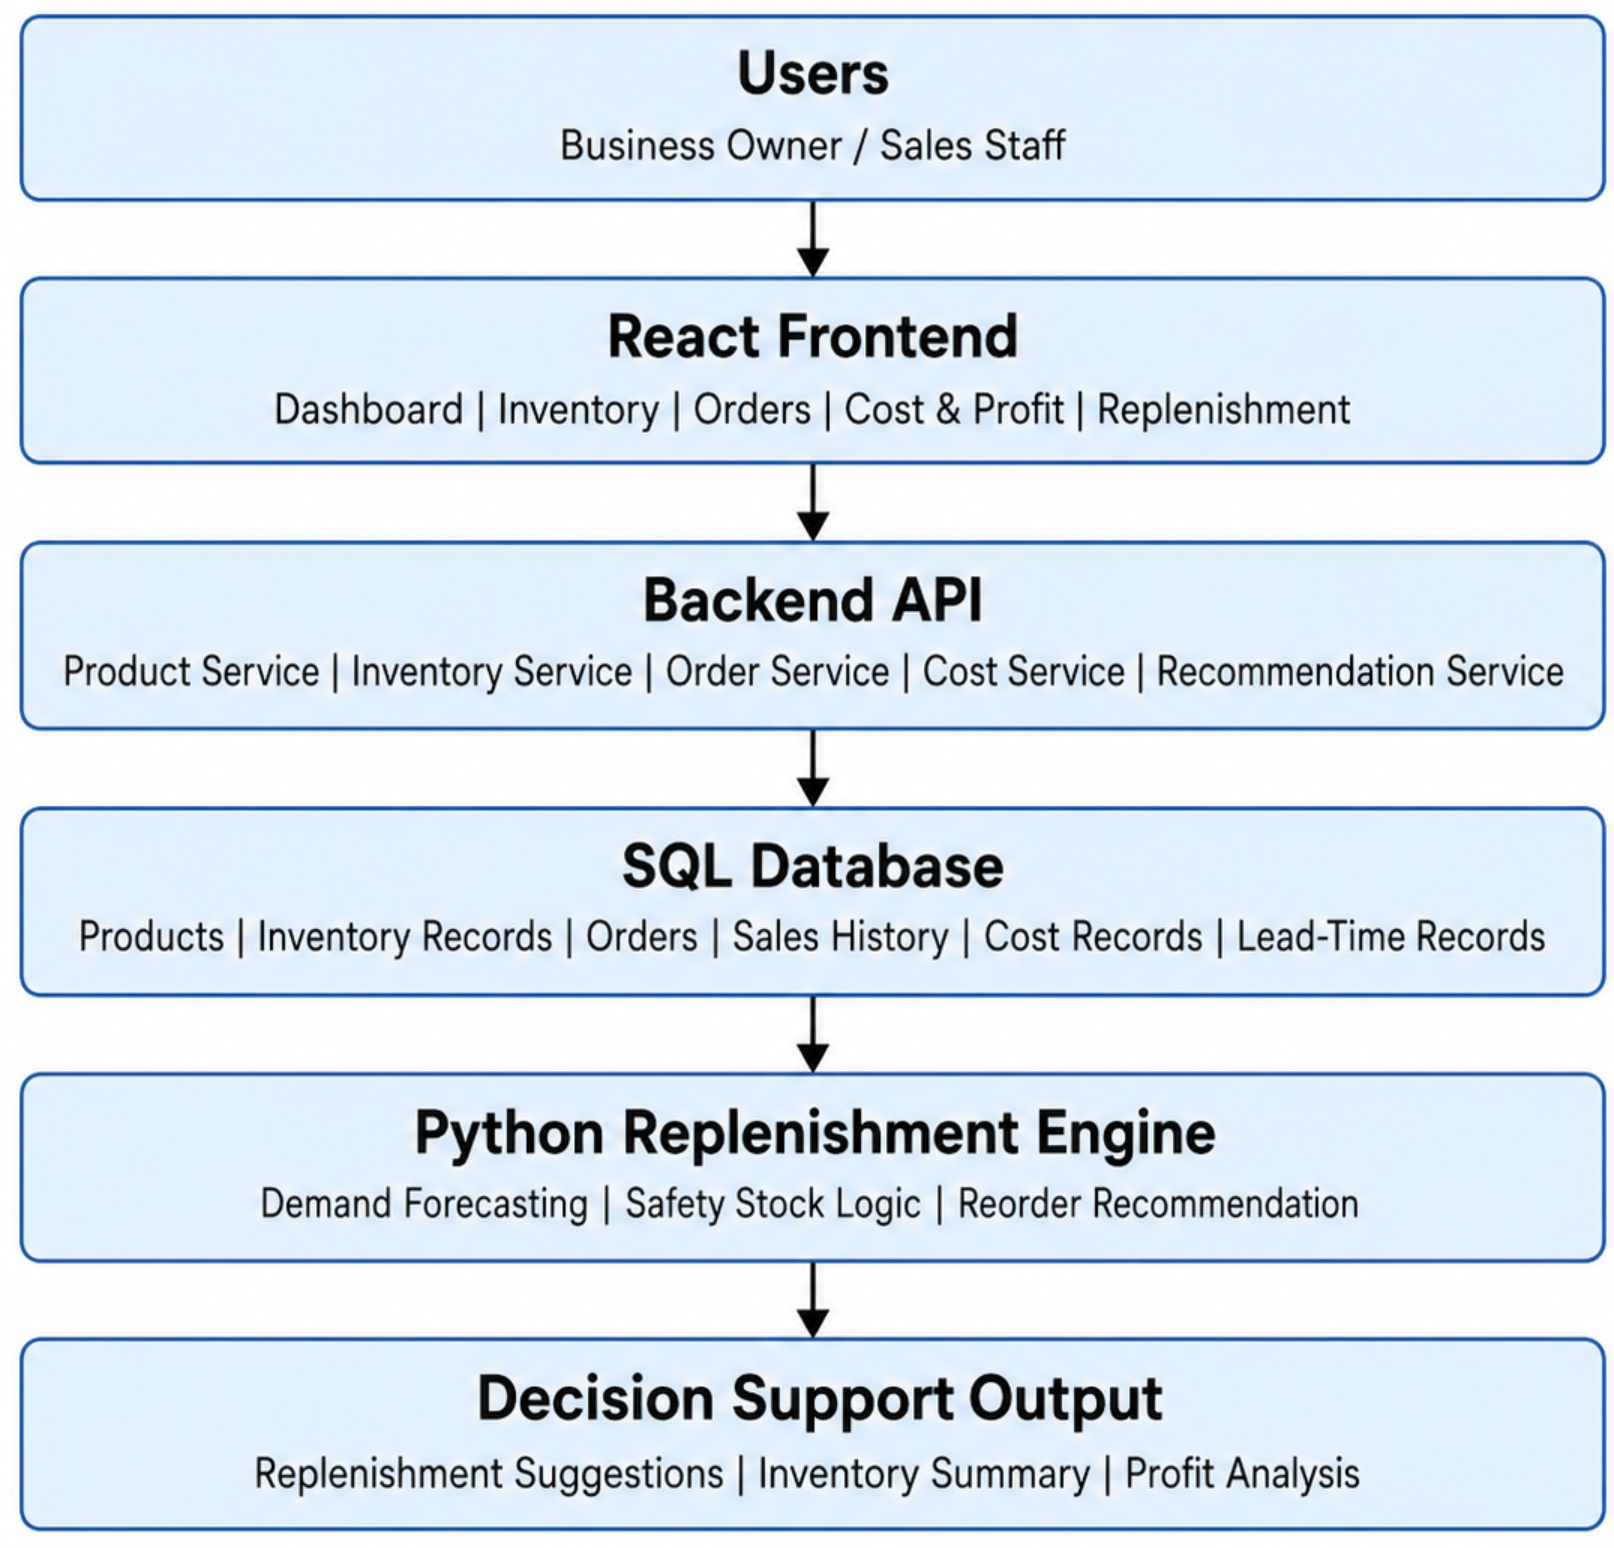 Users
Business Owner / Sales Staff
React Frontend
Dashboard | Inventory | Orders | Cost & Profit | Replenishment
Backend API
Product Service | Inventory Service | Order Service | Cost Service | Recommendation Service
SQL Database
Products | Inventory Records | Orders | Sales History | Cost Records | Lead-Time Records
Python Replenishment Engine
Demand Forecasting | Safety Stock Logic | Reorder Recommendation
Decision Support Output
Replenishment Suggestions | Inventory Summary | Profit Analysis